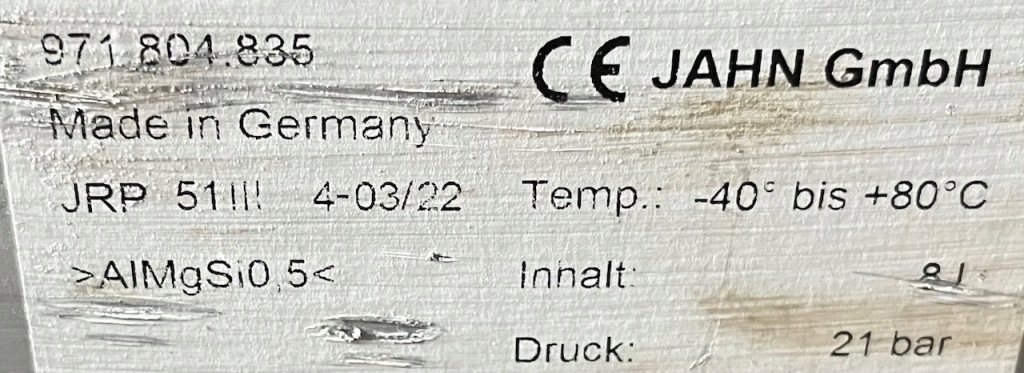 971.804.835
CE JAHN GmbH
Made in Germany
JRP 51!!! 4-03/22
Temp.: -40° bis +80°C
>AlMgSi0,5<
Inhalt: 8 l
Druck: 21 bar